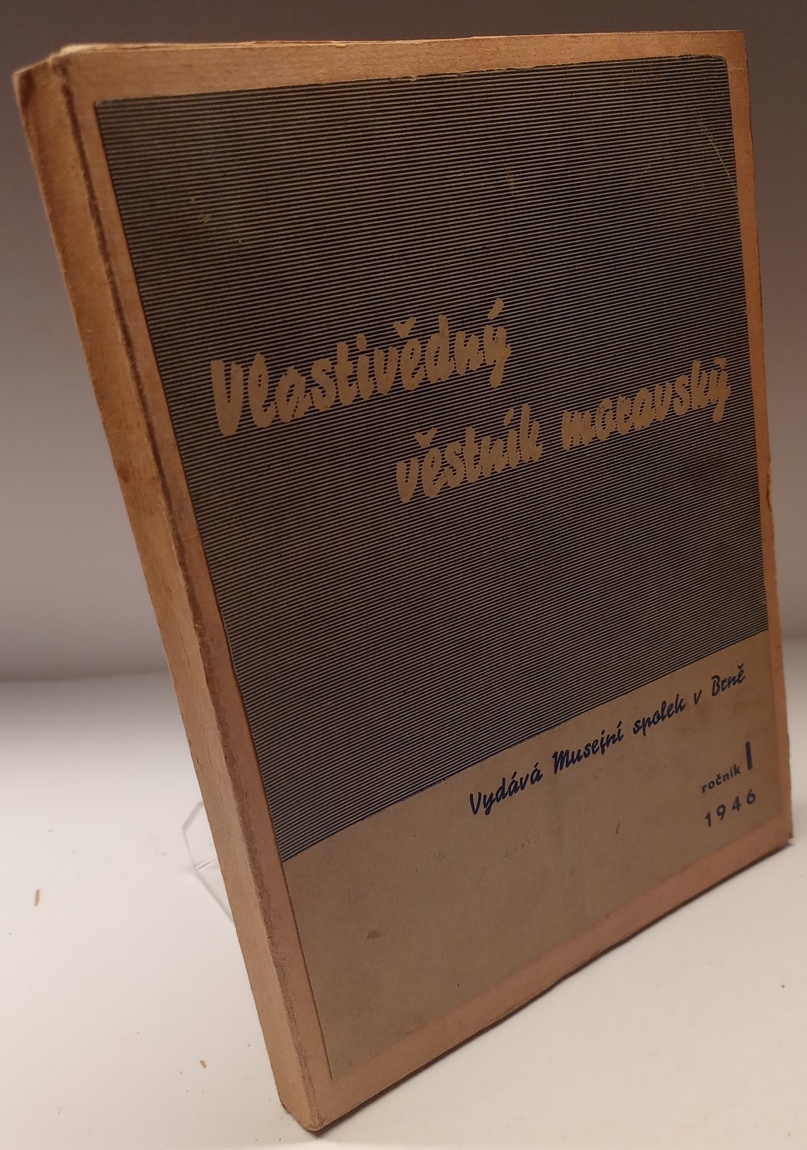 Vlastivědný
věstník moravský
Vydává Musejní spolek v Brně
ročník I
1946